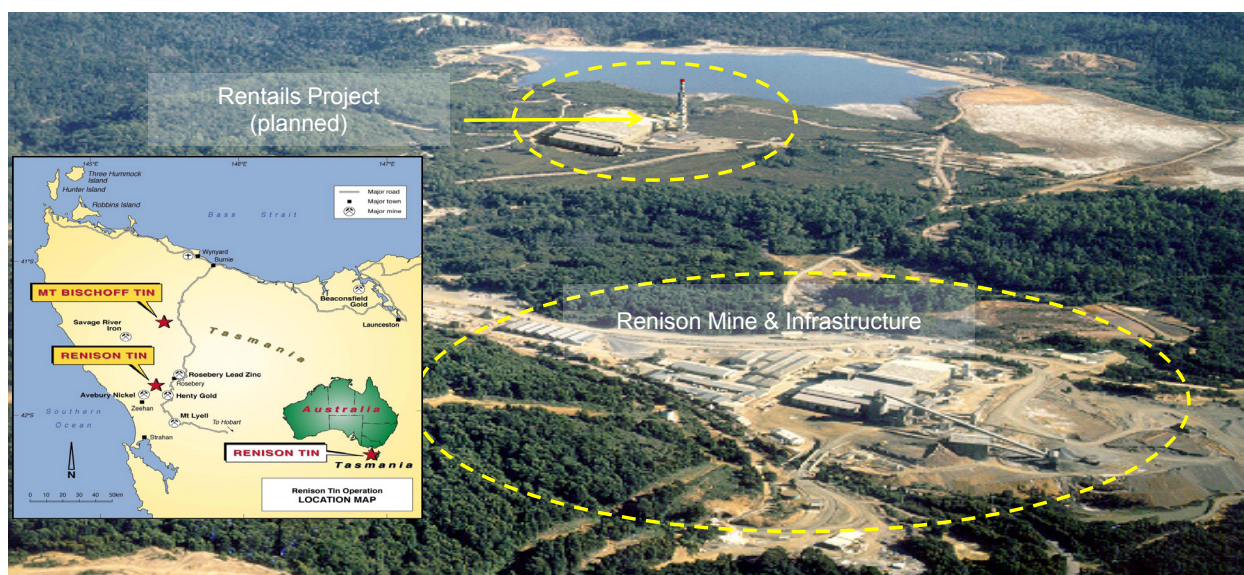 Rentails Project
(planned)
Renison Mine & Infrastructure
145°E
146°E
147°E
Three Hummock
Island
Hunter Island
Robbins Island
Bass Strait
Major road
Major town
Major mine
41°S
Wynyard
Burnie
MT BISCHOFF TIN
Beaconsfield
Gold
Launceston
Savage River
Iron
Tasmania
RENISON TIN
Rosebery Lead Zinc
Rosebery
Avebury Nickel
Henty Gold
Zeehan
Australia
42°S
Southern
Ocean
Mt Lyell
To Hobart
Strahan
RENISON TIN
Tasmania
N
0 10 20 30 40 50km
Renison Tin Operation
LOCATION MAP